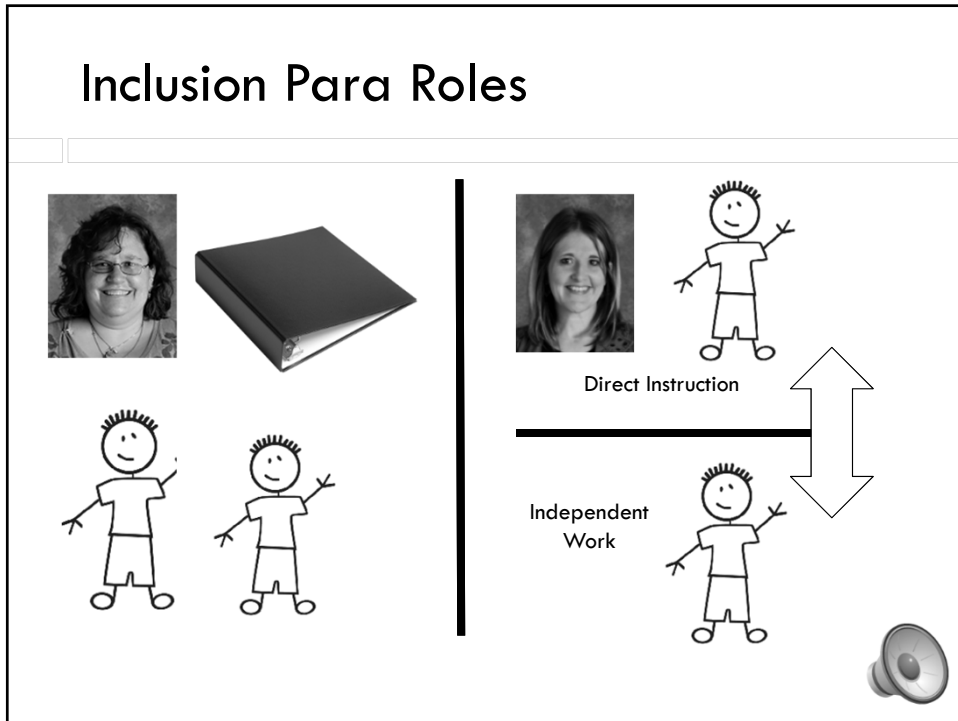 Inclusion Para Roles
Direct Instruction
Independent
Work